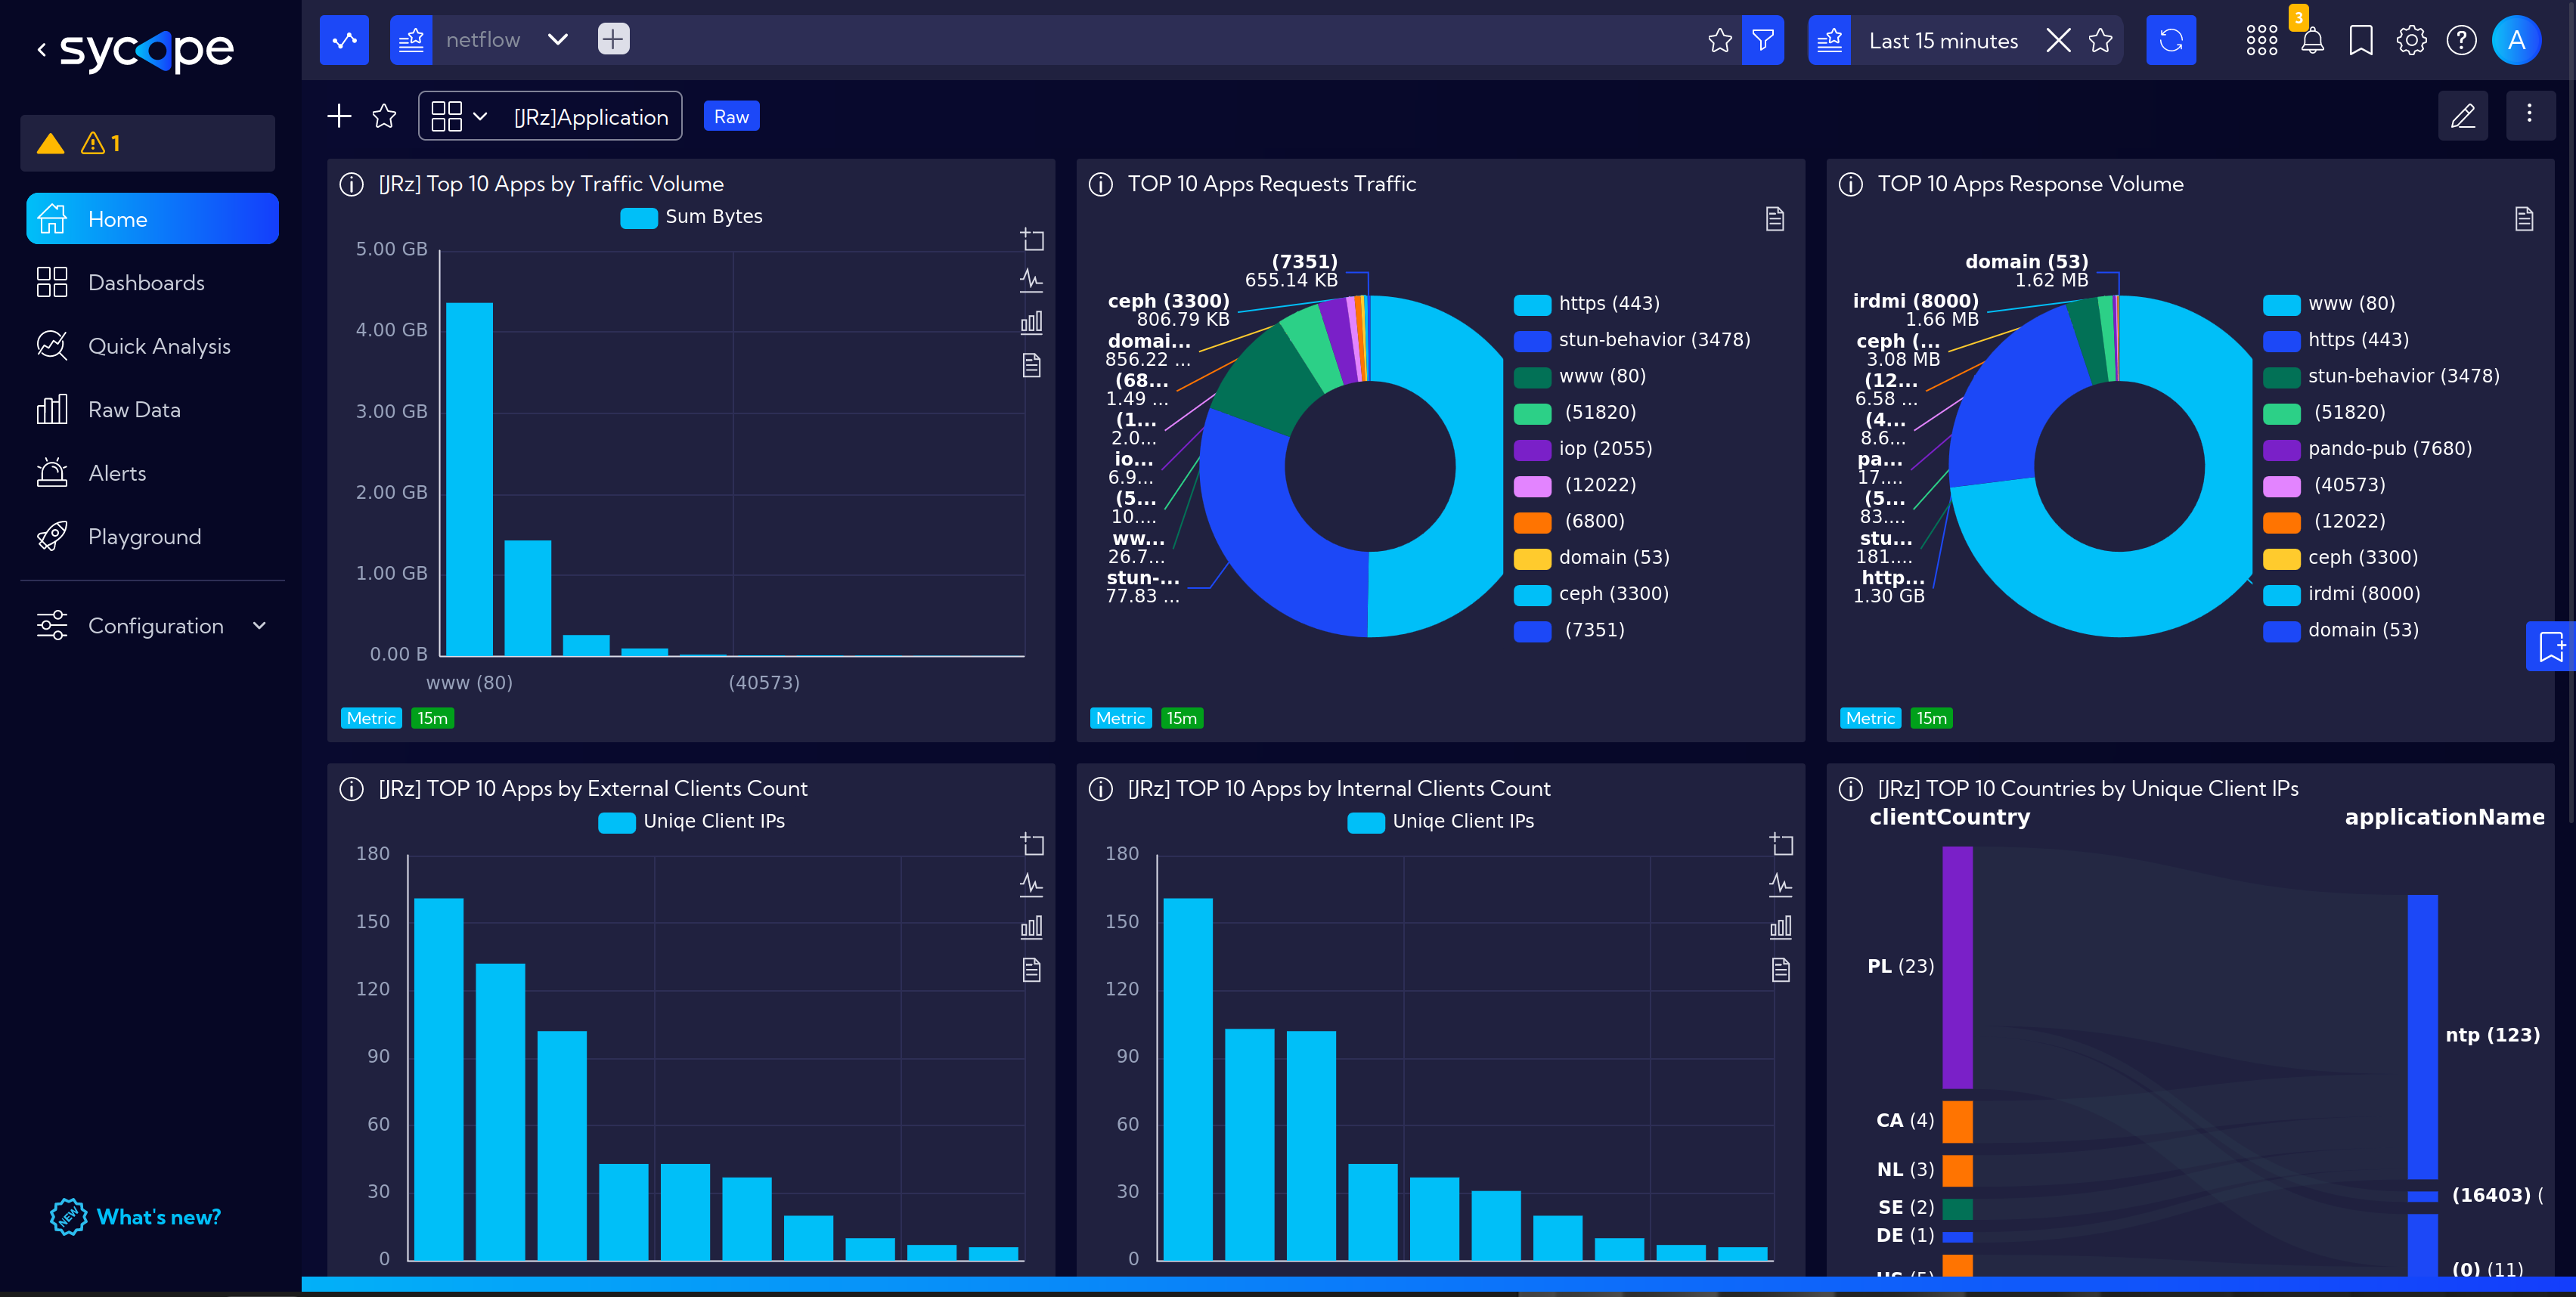 sycope
netflow
Last 15 minutes
3
A
1
Home
Dashboards
Quick Analysis
Raw Data
Alerts
Playground
Configuration
NEW What's new?
[JRz]Application
Raw
[JRz] Top 10 Apps by Traffic Volume
Sum Bytes
5.00 GB
4.00 GB
3.00 GB
2.00 GB
1.00 GB
0.00 B
www (80)
(40573)
Metric 15m
TOP 10 Apps Requests Traffic
(7351)
655.14 KB
ceph (3300)
806.79 KB
domai...
856.22 ...
(68...
1.49 ...
(1...
2.0...
io...
6.9...
(5...
10....
ww...
26.7...
stun-...
77.83 ...
https (443)
stun-behavior (3478)
www (80)
(51820)
iop (2055)
(12022)
(6800)
domain (53)
ceph (3300)
(7351)
Metric 15m
TOP 10 Apps Response Volume
domain (53)
1.62 MB
irdmi (8000)
1.66 MB
ceph (...
3.08 MB
(12...
6.58 ...
(4...
8.6...
pa...
17....
(5...
83....
stu...
181....
http...
1.30 GB
www (80)
https (443)
stun-behavior (3478)
(51820)
pando-pub (7680)
(40573)
(12022)
ceph (3300)
irdmi (8000)
domain (53)
Metric 15m
[JRz] TOP 10 Apps by External Clients Count
Uniqe Client IPs
180
150
120
90
60
30
0
[JRz] TOP 10 Apps by Internal Clients Count
Uniqe Client IPs
180
150
120
90
60
30
0
[JRz] TOP 10 Countries by Unique Client IPs
clientCountry
applicationName
PL (23)
CA (4)
NL (3)
SE (2)
DE (1)
ntp (123)
(16403) (
(0) (11)